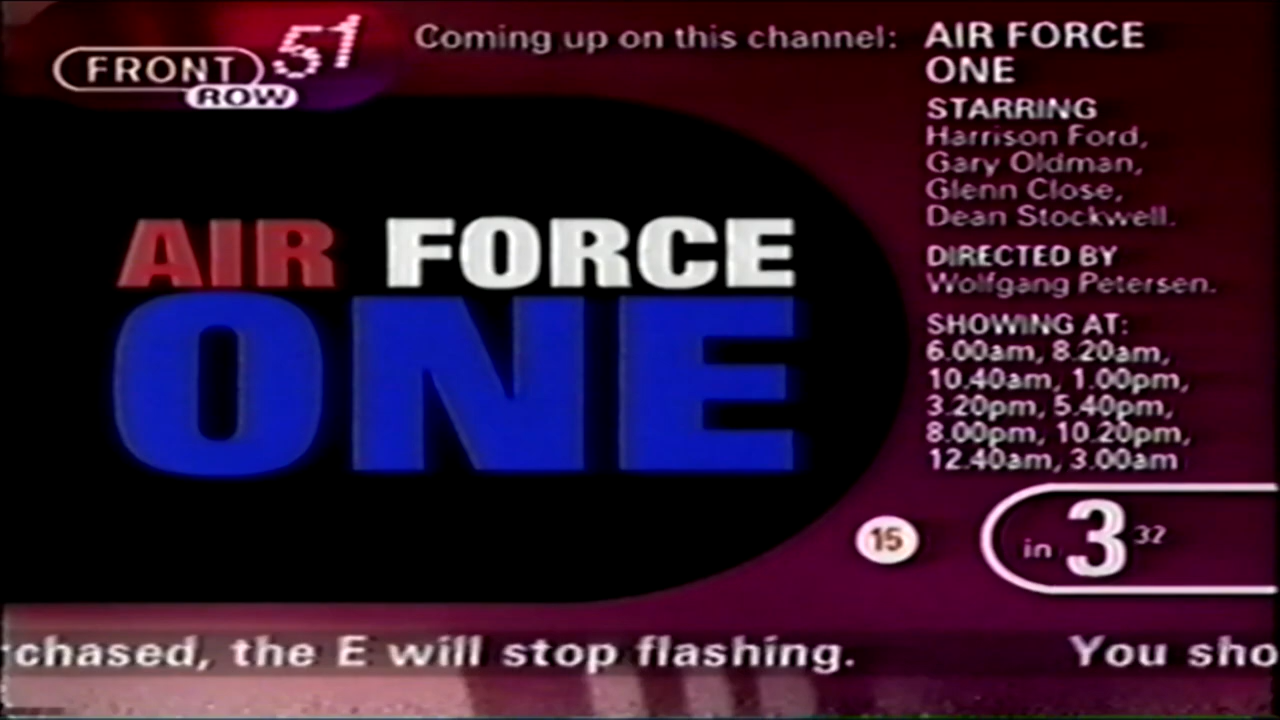 FRONT
ROW
51
Coming up on this channel:
AIR FORCE
ONE
STARRING
Harrison Ford,
Gary Oldman,
Glenn Close,
Dean Stockwell.
DIRECTED BY
Wolfgang Petersen.
SHOWING AT:
6.00am, 8.20am,
10.40am, 1.00pm,
3.20pm, 5.40pm,
8.00pm, 10.20pm,
12.40am, 3.00am
AIR FORCE
ONE
15
in 3 32
chased, the E will stop flashing. You sho